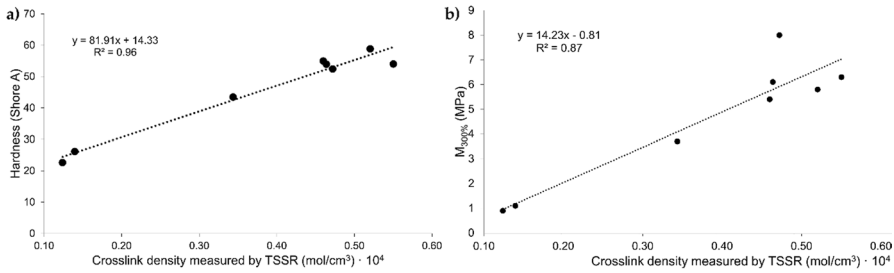 a)
y = 81.91x + 14.33
R² = 0.96
Hardness (Shore A)
70
60
50
40
30
20
10
0
0.10 0.20 0.30 0.40 0.50 0.60
Crosslink density measured by TSSR (mol/cm³) · 10⁴
b)
y = 14.23x - 0.81
R² = 0.87
M₃₀₀% (MPa)
9
8
7
6
5
4
3
2
1
0
0.10 0.20 0.30 0.40 0.50 0.60
Crosslink density measured by TSSR (mol/cm³) · 10⁴